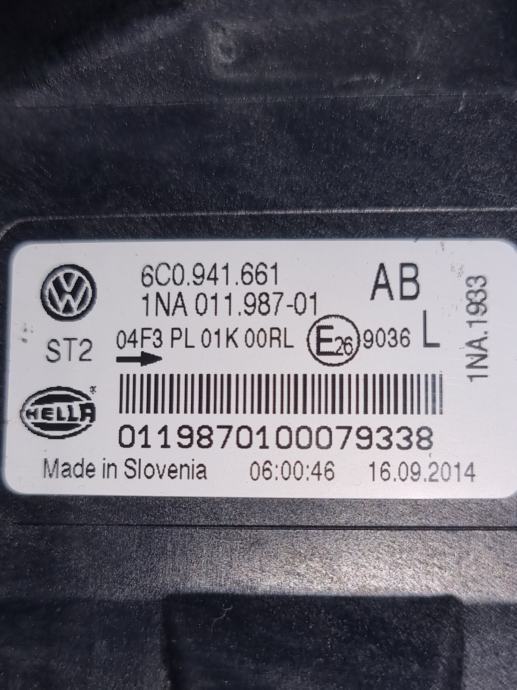 6C0.941.661 AB
1NA 011.987-01
ST2 04F3 PL 01K 00RL E26 9036 L
1NA.1933
HELLA
0119870100079338
Made in Slovenia 06:00:46 16.09.2014